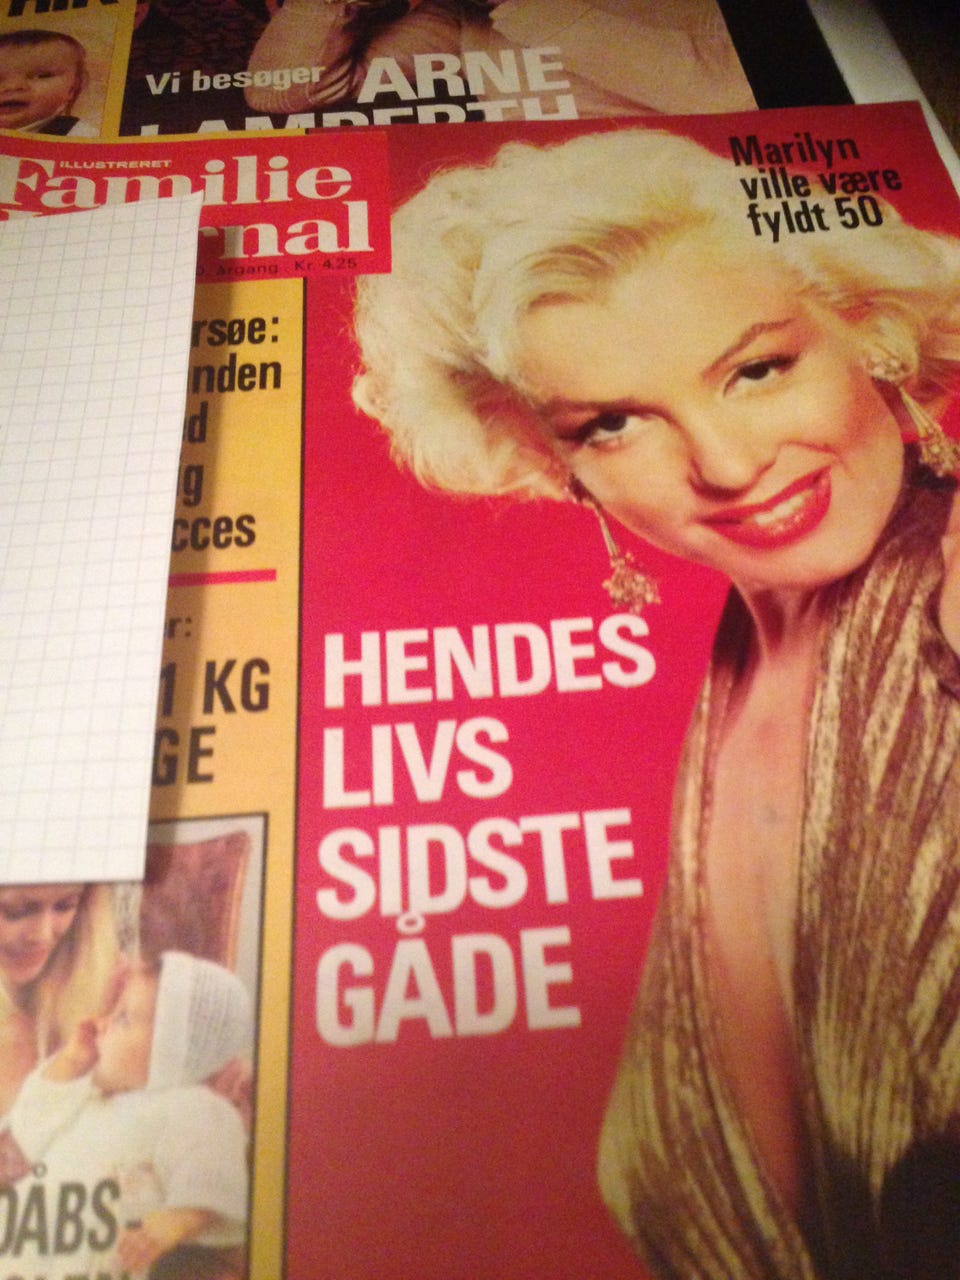 Vi besøger ARNE
LAMBERTH
ILLUSTRERET
Familie
rnal
årgang Kr. 4.25
Marilyn
ville være
fyldt 50
rsøe:
nden
d
g
cces
r:
1 KG
GE
HENDES
LIVS
SIDSTE
GÅDE
DÅBS-